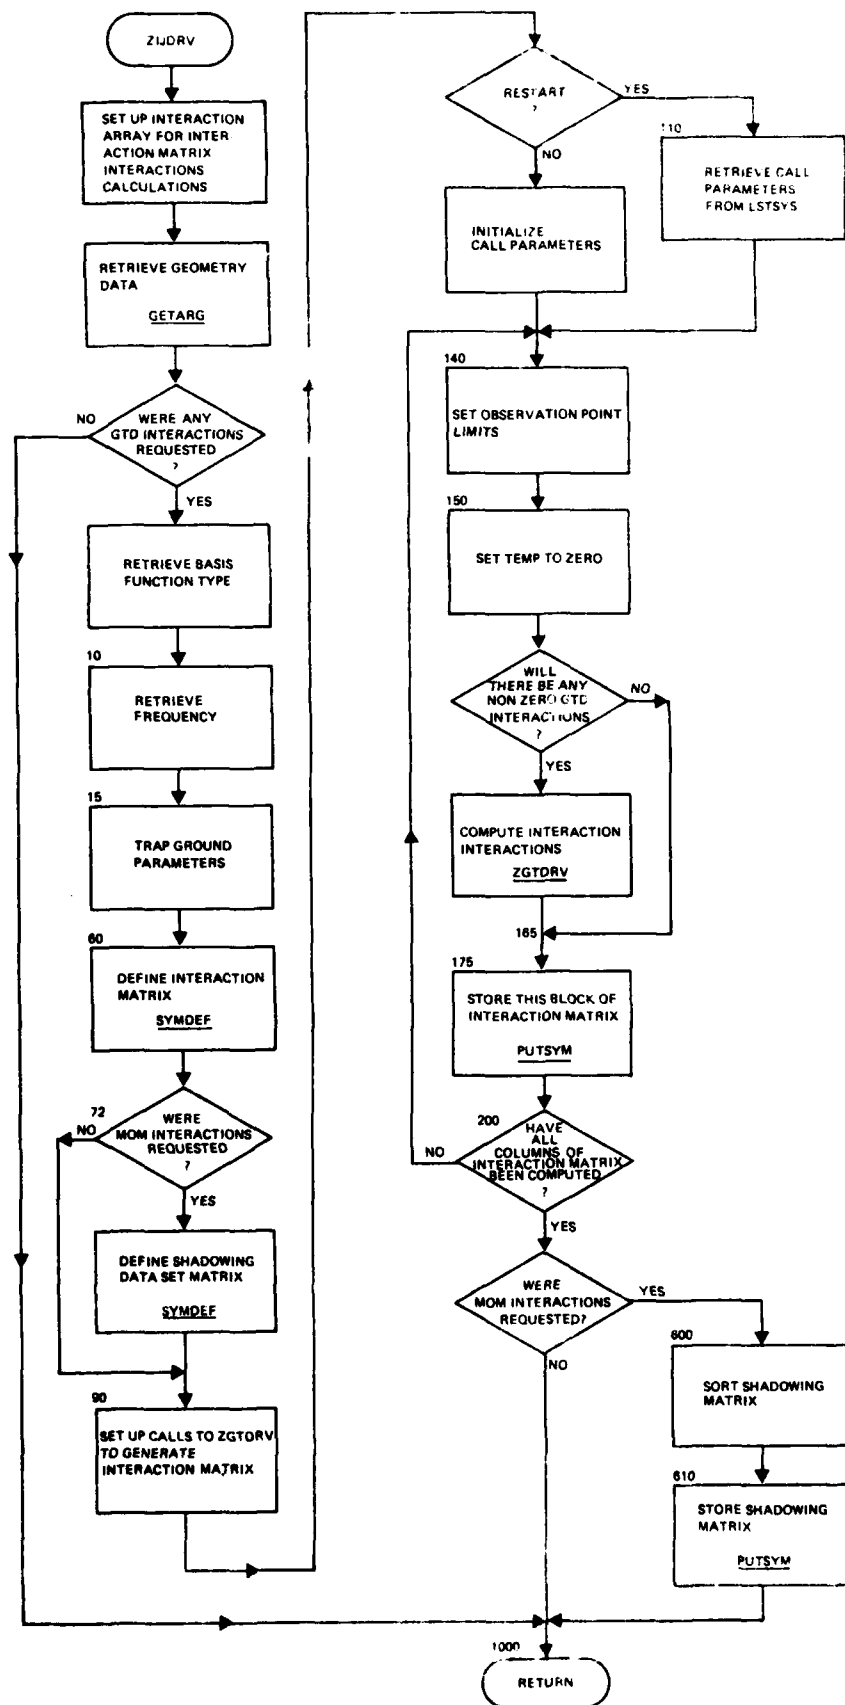 ZIJDRV
SET UP INTERACTION
ARRAY FOR INTER-
ACTION MATRIX
INTERACTIONS
CALCULATIONS
RETRIEVE GEOMETRY
DATA
GETARG
NO
WERE ANY
GTD INTERACTIONS
REQUESTED
?
YES
RETRIEVE BASIS
FUNCTION TYPE
10
RETRIEVE
FREQUENCY
15
TRAP GROUND
PARAMETERS
60
DEFINE INTERACTION
MATRIX
SYMDEF
72
NO
WERE
MOM INTERACTIONS
REQUESTED
?
YES
DEFINE SHADOWING
DATA SET MATRIX
SYMDEF
90
SET UP CALLS TO ZGTDRV
TO GENERATE
INTERACTION MATRIX
RESTART
?
YES
NO
110
RETRIEVE CALL
PARAMETERS
FROM LSTSYS
INITIALIZE
CALL PARAMETERS
140
SET OBSERVATION POINT
LIMITS
150
SET TEMP TO ZERO
WILL
THERE BE ANY
NON ZERO GTD
INTERACTIONS
?
NO
YES
COMPUTE INTERACTION
INTERACTIONS
ZGTDRV
165
175
STORE THIS BLOCK OF
INTERACTION MATRIX
PUTSYM
200
HAVE
ALL
COLUMNS OF
INTERACTION MATRIX
BEEN COMPUTED
?
NO
YES
WERE
MOM INTERACTIONS
REQUESTED?
YES
NO
600
SORT SHADOWING
MATRIX
610
STORE SHADOWING
MATRIX
PUTSYM
1000
RETURN